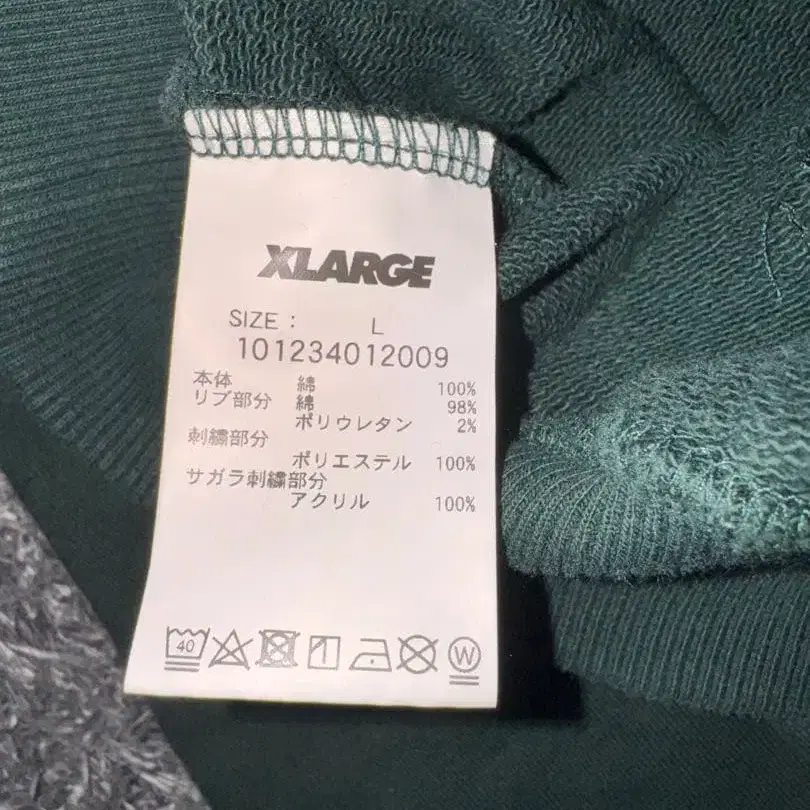 XLARGE
SIZE : L
101234012009
本体 綿 100%
リブ部分 綿 98%
ポリウレタン 2%
刺繍部分
ポリエステル 100%
サガラ刺繍部分
アクリル 100%
40 W